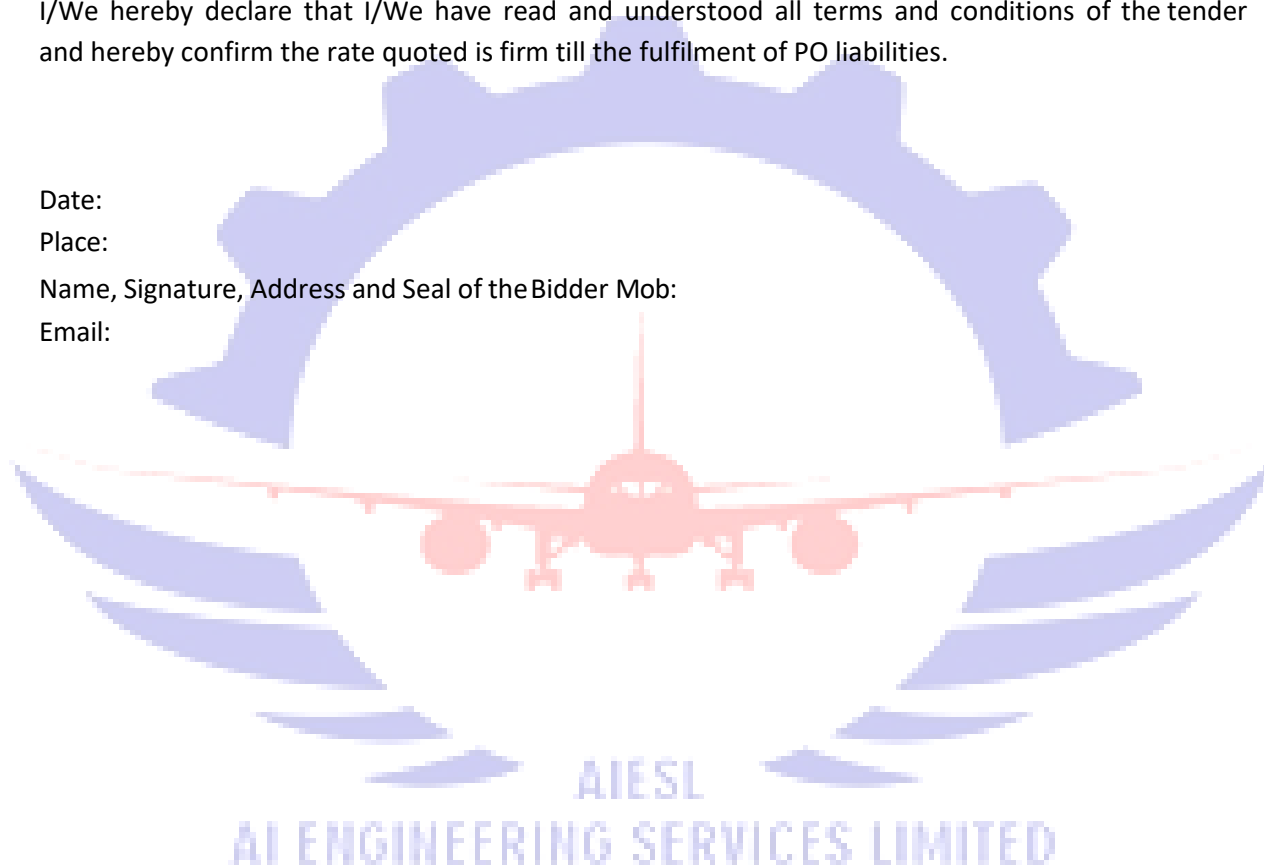 I/We hereby declare that I/We have read and understood all terms and conditions of the tender
and hereby confirm the rate quoted is firm till the fulfilment of PO liabilities.
Date:
Place:
Name, Signature, Address and Seal of the Bidder Mob:
Email:
AIESL
AI ENGINEERING SERVICES LIMITED